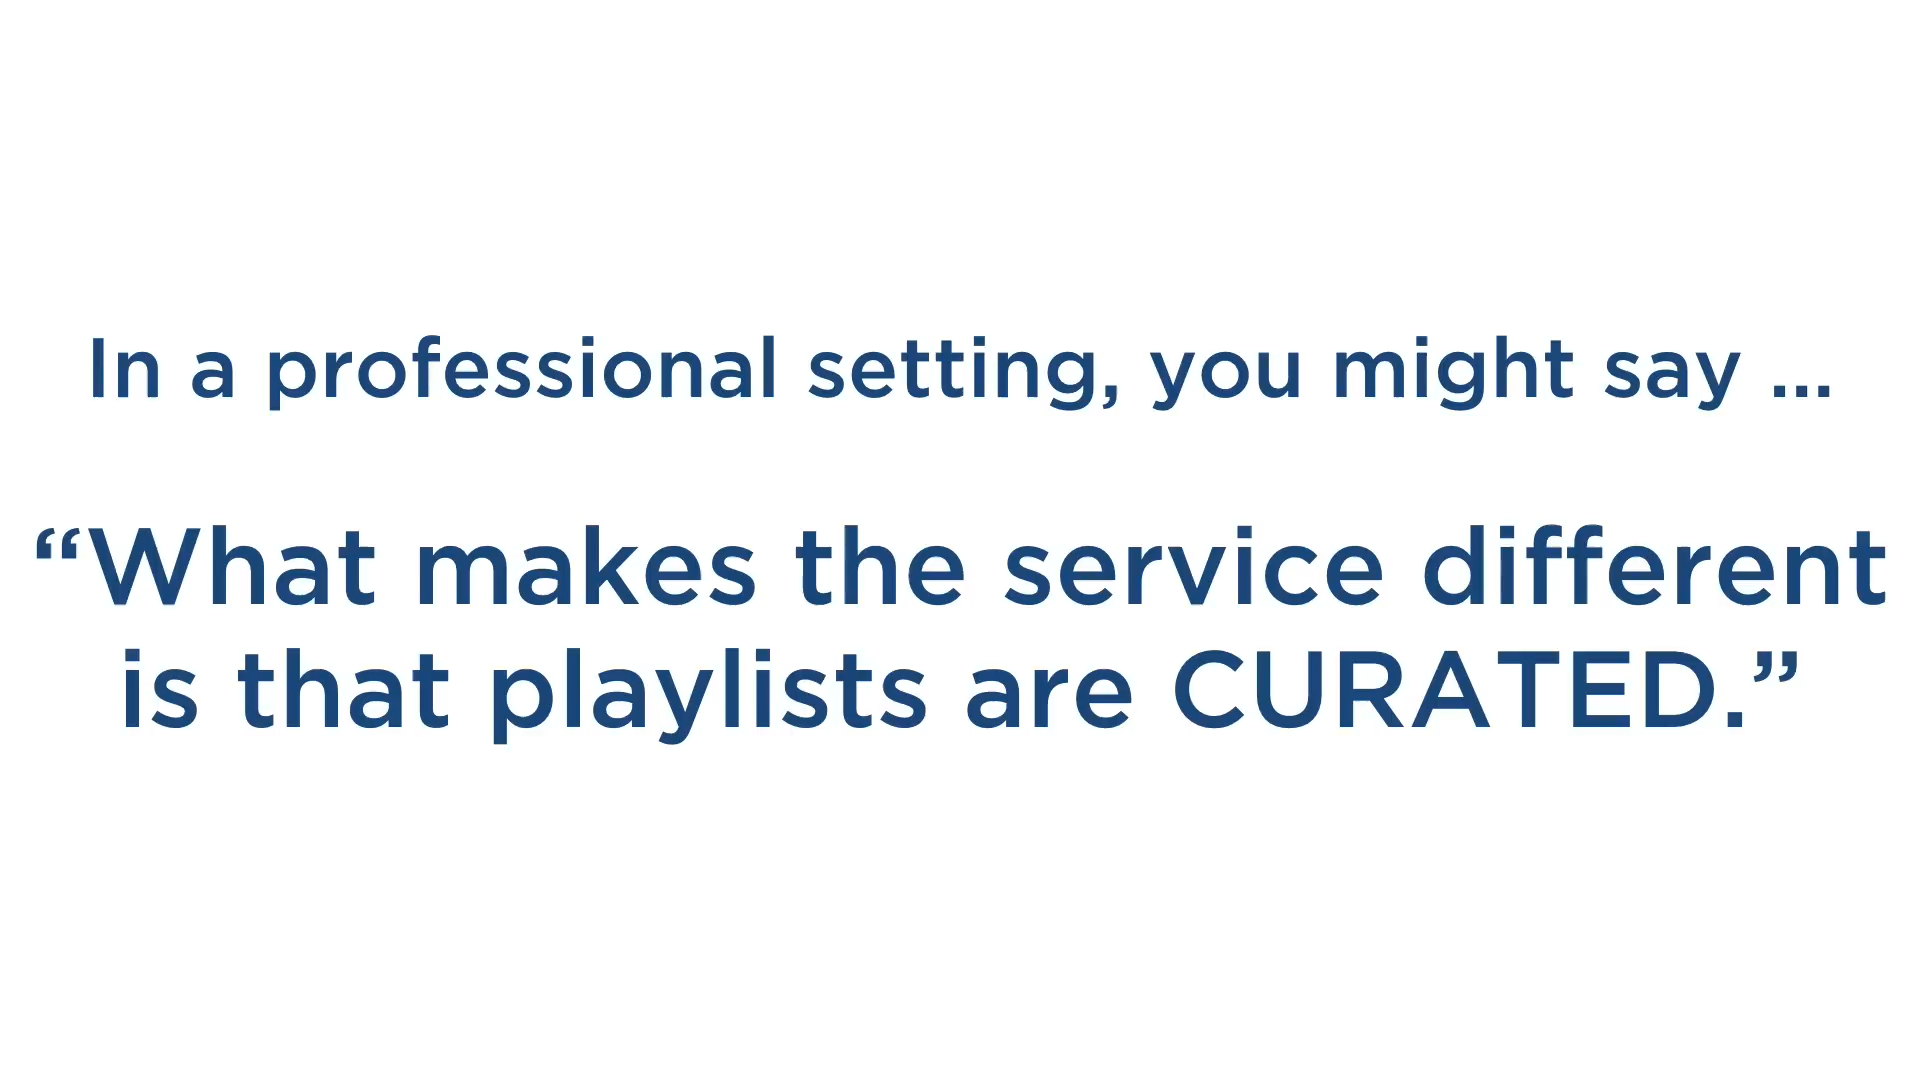 In a professional setting, you might say ...
“What makes the service different
is that playlists are CURATED.”